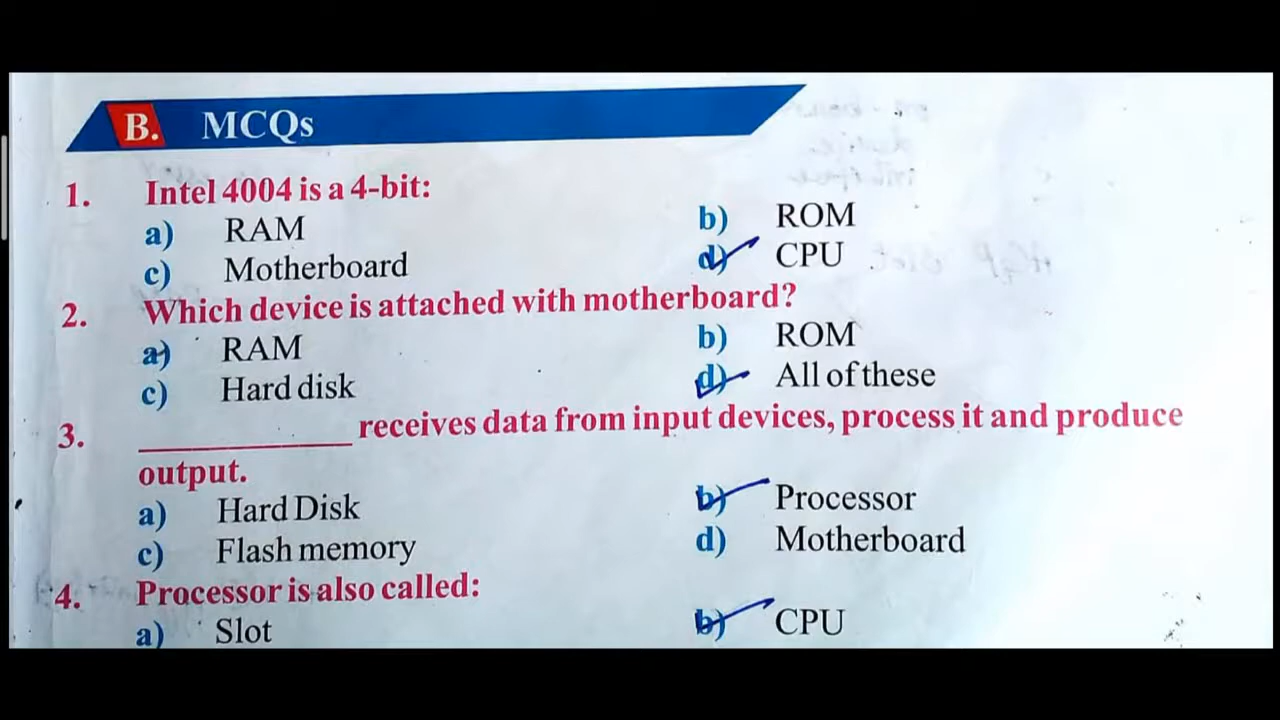 B. MCQs
1. Intel 4004 is a 4-bit:
a) RAM b) ROM
c) Motherboard d) CPU
2. Which device is attached with motherboard?
a) RAM b) ROM
c) Hard disk d) All of these
3. ____________ receives data from input devices, process it and produce
output.
a) Hard Disk b) Processor
c) Flash memory d) Motherboard
4. Processor is also called:
a) Slot b) CPU